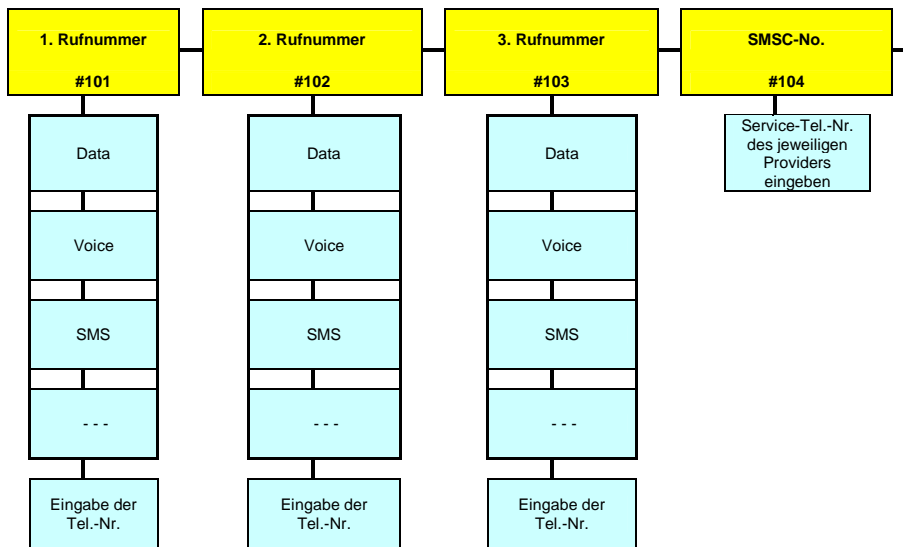 1. Rufnummer
#101
2. Rufnummer
#102
3. Rufnummer
#103
SMSC-No.
#104
Data
Voice
SMS
- - -
Eingabe der
Tel.-Nr.
Data
Voice
SMS
- - -
Eingabe der
Tel.-Nr.
Data
Voice
SMS
- - -
Eingabe der
Tel.-Nr.
Service-Tel.-Nr.
des jeweiligen
Providers
eingeben